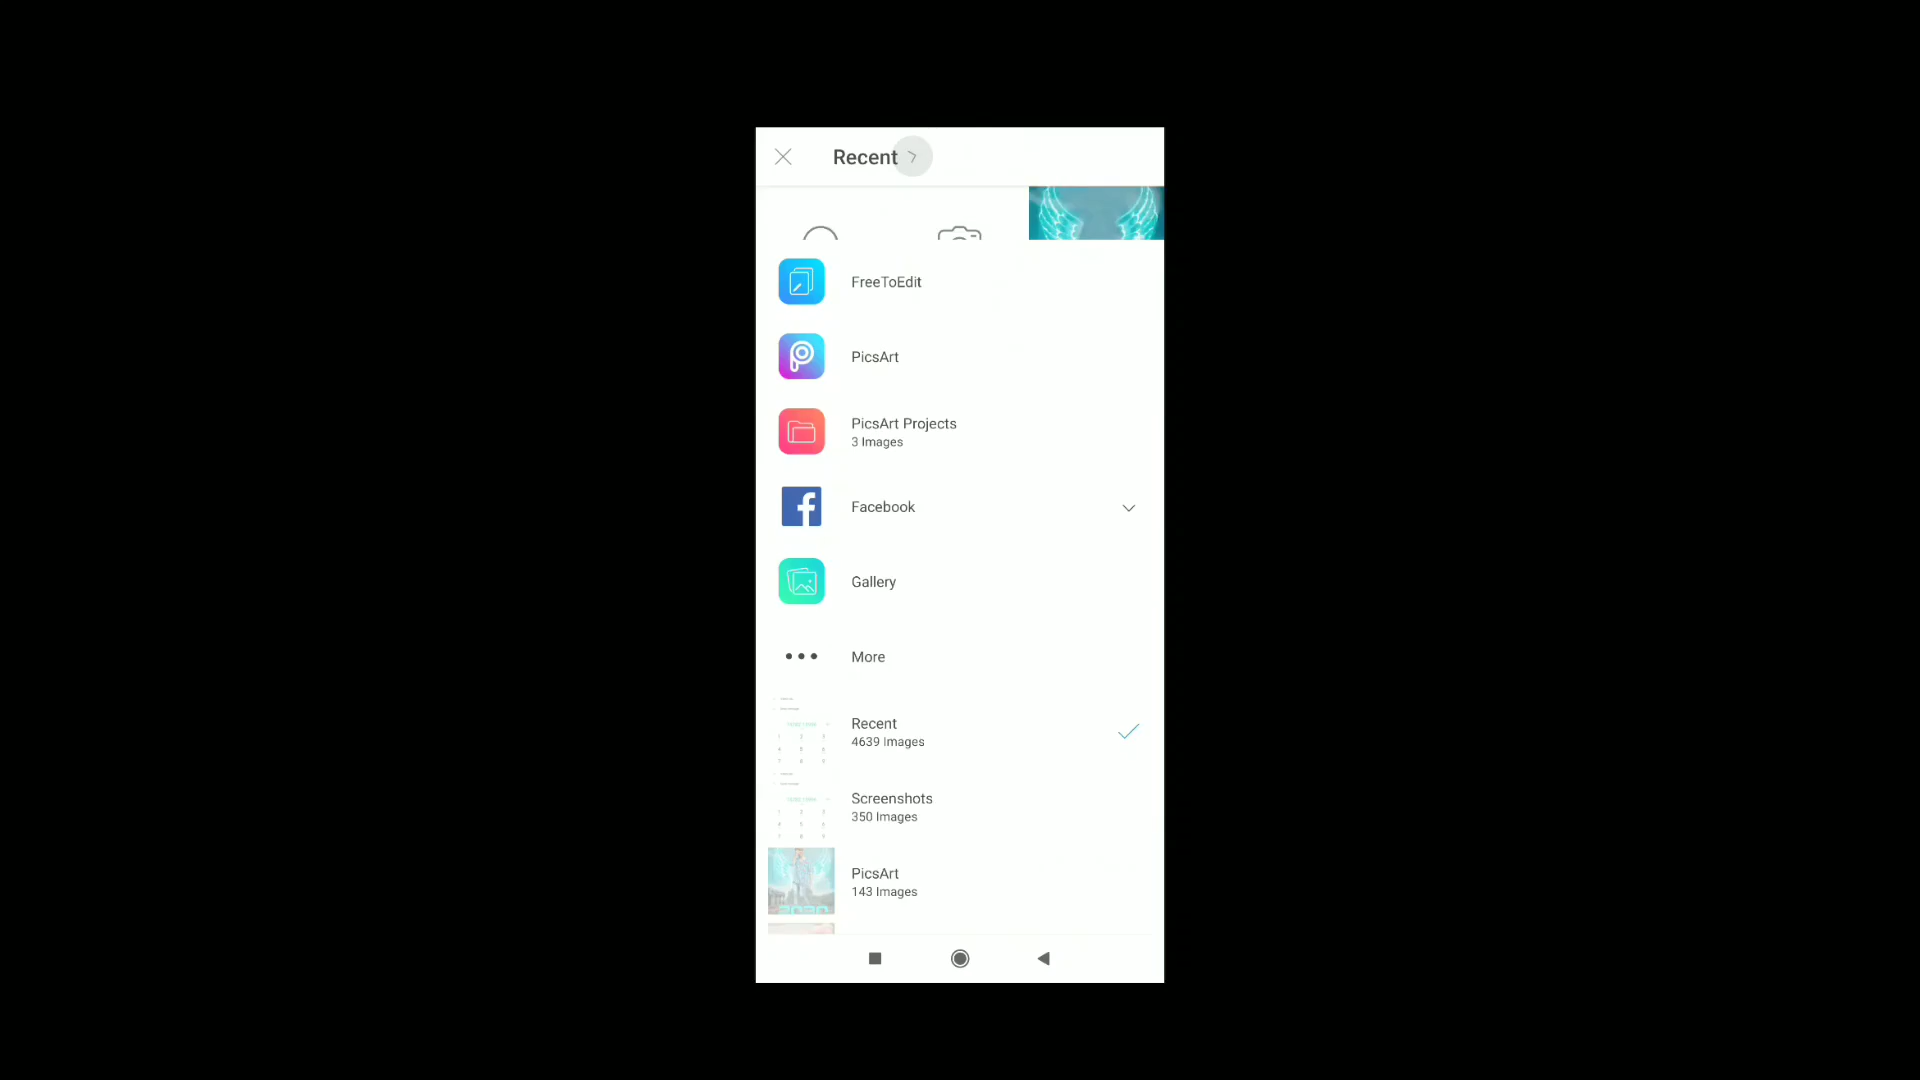 Recent
FreeToEdit
PicsArt
PicsArt Projects
3 Images
Facebook
Gallery
More
Recent
4639 Images
Screenshots
350 Images
PicsArt
143 Images